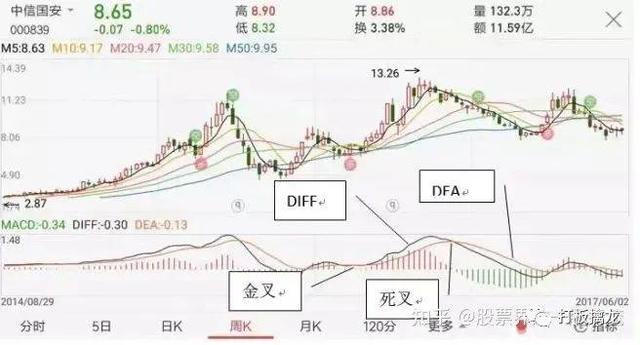 中信国安 8.65 高 8.90 开 8.86 量 132.3万
000839 -0.07 -0.80% 低 8.32 换 3.38% 额 11.59亿
M5:8.63 M10:9.17 M20:9.47 M30:9.58 M50:9.95
14.39
13.26
11.23
8.06
4.90
2.87
DIFF
DEA
MACD:-0.34 DIFF:-0.30 DEA:-0.13
1.48
金叉
死叉
2014/08/29 2017/06/02
分时 5日 日K 周K 月K 120分 更多 指标
知乎 @股票界 打板擒龙